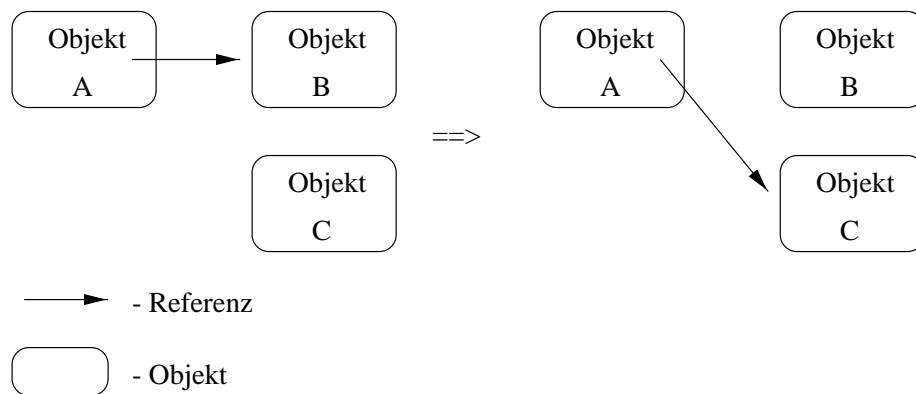 Objekt
A
Objekt
B
Objekt
C
==>
Objekt
A
Objekt
B
Objekt
C
- Referenz
- Objekt